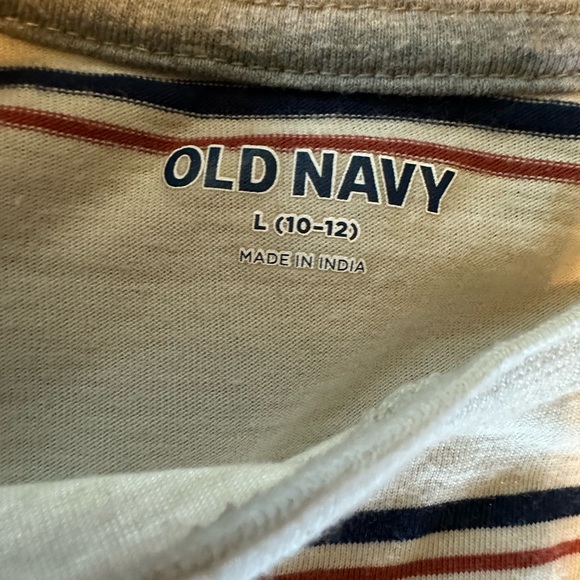 OLD NAVY
L (10-12)
MADE IN INDIA